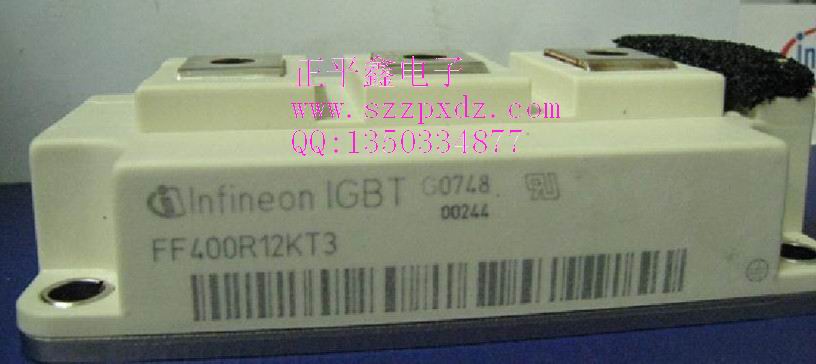 正平鑫电子
www.szzpxdz.com
QQ:1350334877
Infineon IGBT G0748
00244
FF400R12KT3